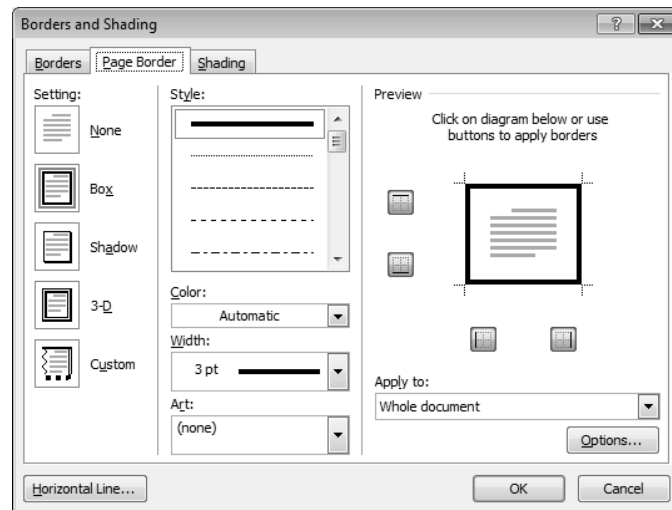 Borders and Shading
Borders
Page Border
Shading
Setting:
None
Box
Shadow
3-D
Custom
Style:
Color:
Automatic
Width:
3 pt
Art:
(none)
Preview
Click on diagram below or use
buttons to apply borders
Apply to:
Whole document
Options...
Horizontal Line...
OK
Cancel